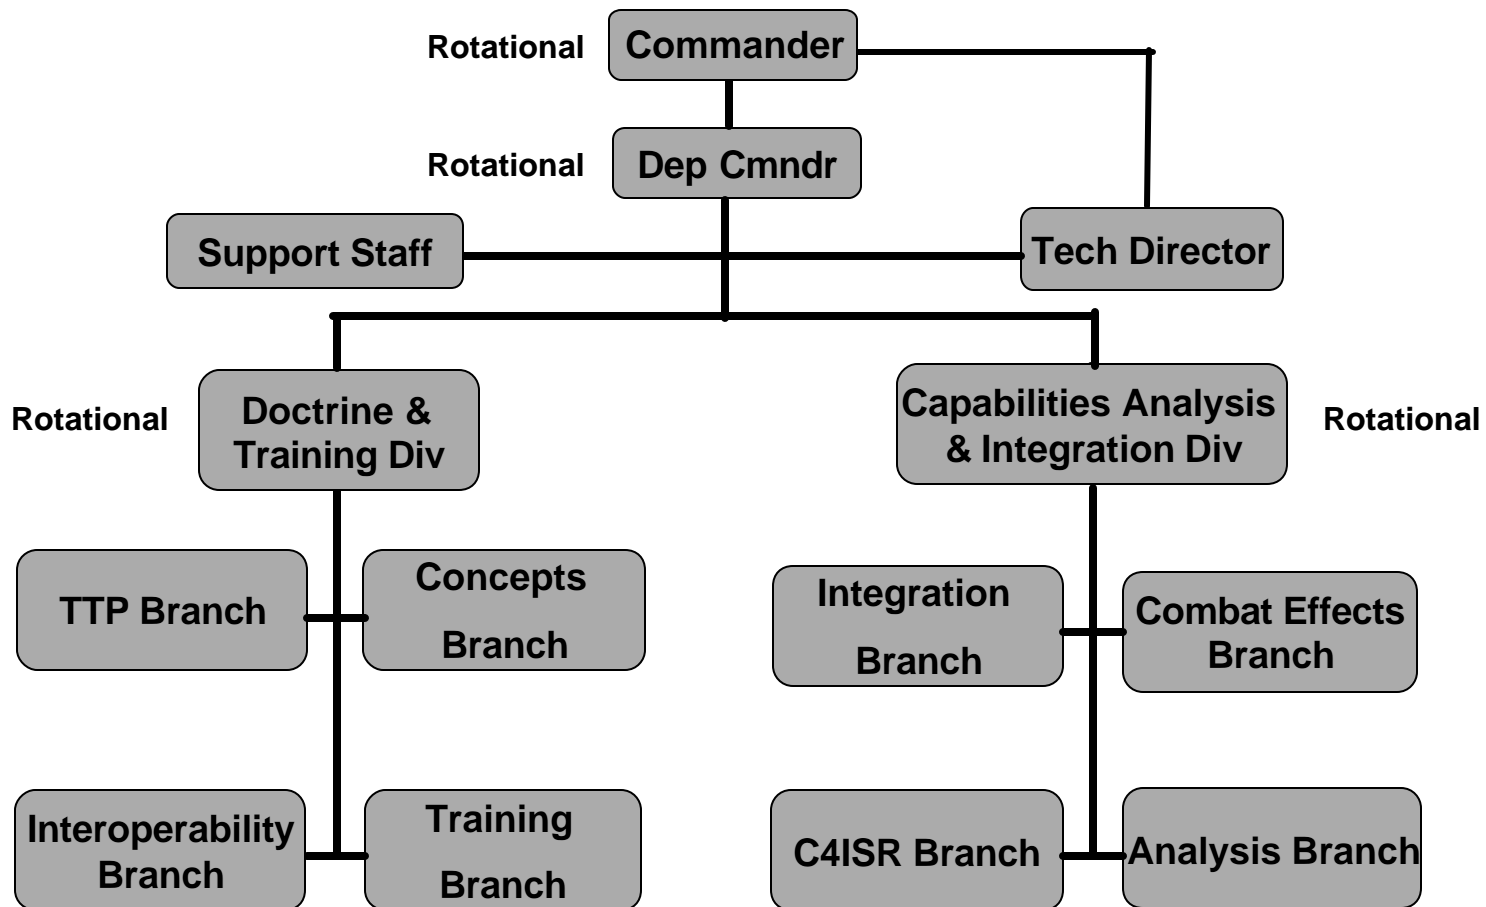 Rotational
Commander
Rotational
Dep Cmndr
Support Staff
Tech Director
Rotational
Doctrine &
Training Div
Capabilities Analysis
& Integration Div
Rotational
TTP Branch
Concepts
Branch
Integration
Branch
Combat Effects
Branch
Interoperability
Branch
Training
Branch
C4ISR Branch
Analysis Branch